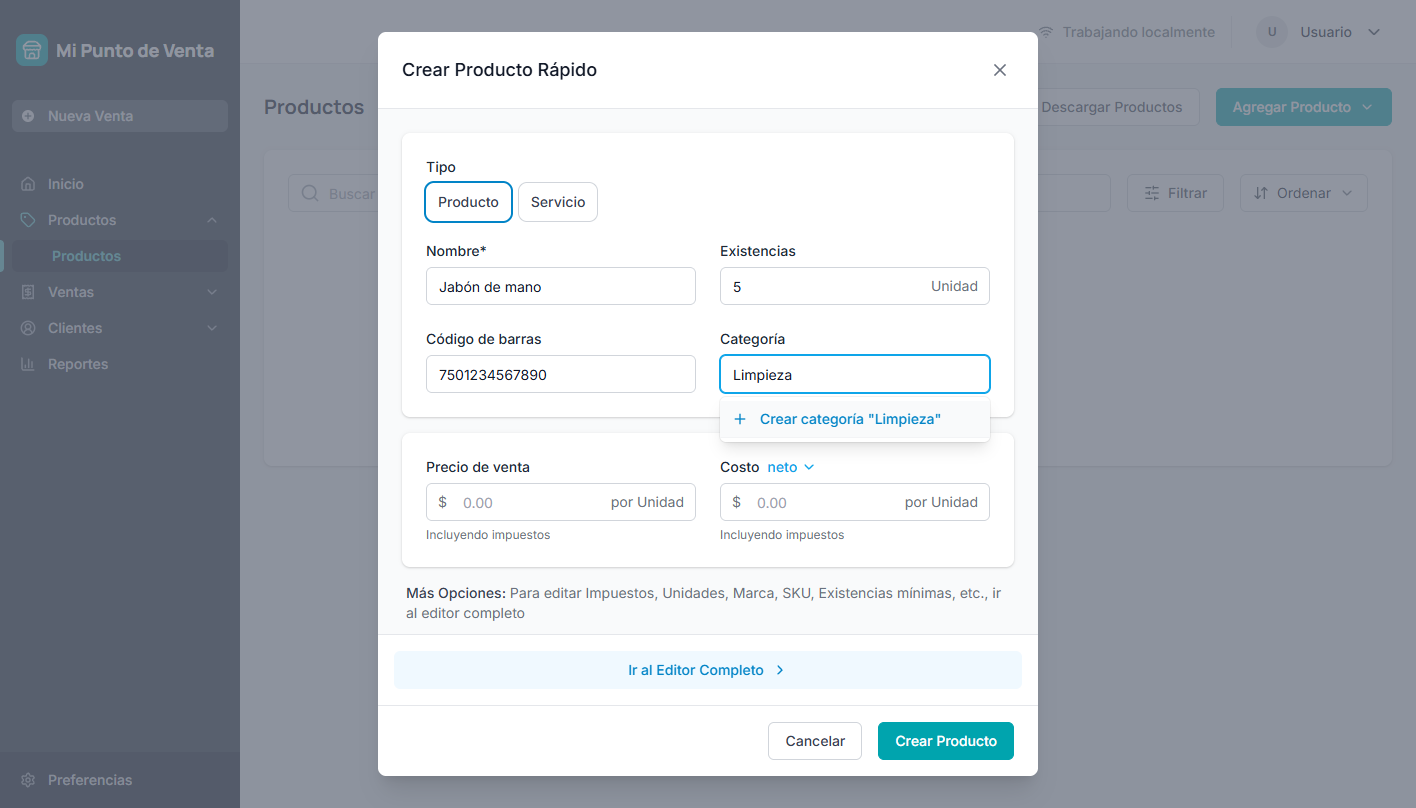 Mi Punto de Venta
Nueva Venta
Inicio
Productos
Productos
Ventas
Clientes
Reportes
Preferencias
Trabajando localmente
U
Usuario
Productos
Descargar Productos
Agregar Producto
Buscar
Filtrar
Ordenar
Crear Producto Rápido
Tipo
Producto
Servicio
Nombre*
Existencias
Jabón de mano
5
Unidad
Código de barras
Categoría
7501234567890
Limpieza
Crear categoría "Limpieza"
Precio de venta
Costo neto
$ 0.00 por Unidad
$ 0.00 por Unidad
Incluyendo impuestos
Incluyendo impuestos
Más Opciones: Para editar Impuestos, Unidades, Marca, SKU, Existencias mínimas, etc., ir
al editor completo
Ir al Editor Completo
Cancelar
Crear Producto